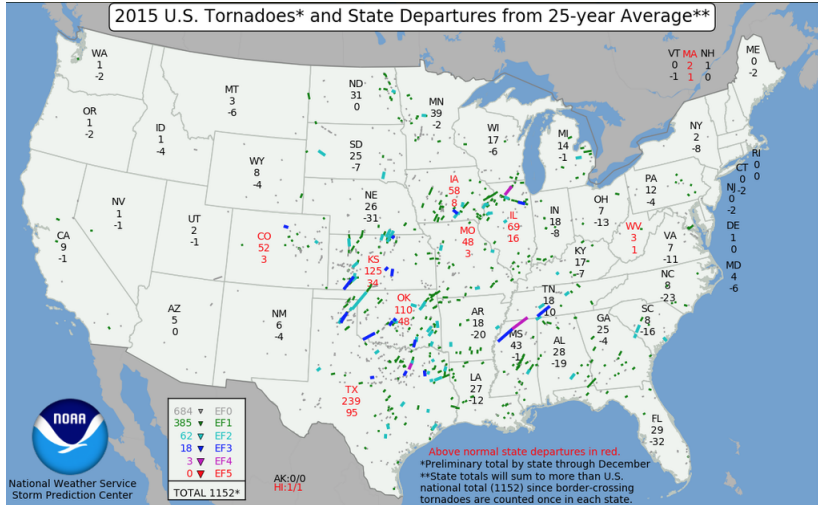 2015 U.S. Tornadoes* and State Departures from 25-year Average**
WA
1
-2
OR
1
-2
ID
1
-4
MT
3
-6
WY
8
-4
NV
1
-1
UT
2
-1
CA
9
-1
AZ
5
0
CO
52
3
NM
6
-4
ND
31
0
SD
25
-7
NE
26
-31
KS
125
34
OK
110
48
TX
239
95
MN
39
-2
IA
58
8
MO
48
3
AR
18
-20
LA
27
-12
WI
17
-6
IL
69
16
MI
14
-1
IN
18
-8
OH
7
-13
KY
17
-7
TN
18
-10
MS
43
-1
AL
28
-19
GA
25
-4
FL
29
-32
SC
8
-16
NC
8
-23
VA
7
-11
WV
3
1
PA
12
-4
NY
2
-8
VT
0
-1
MA
2
1
NH
1
0
ME
0
-2
RI
0
0
CT
0
-2
NJ
0
-2
DE
1
0
MD
4
-6
AK:0/0
HI:1/1
684 EF0
385 EF1
62 EF2
18 EF3
3 EF4
0 EF5
TOTAL 1152*
NOAA
National Weather Service
Storm Prediction Center
Above normal state departures in red.
*Preliminary total by state through December
**State totals will sum to more than U.S.
national total (1152) since border-crossing
tornadoes are counted once in each state.